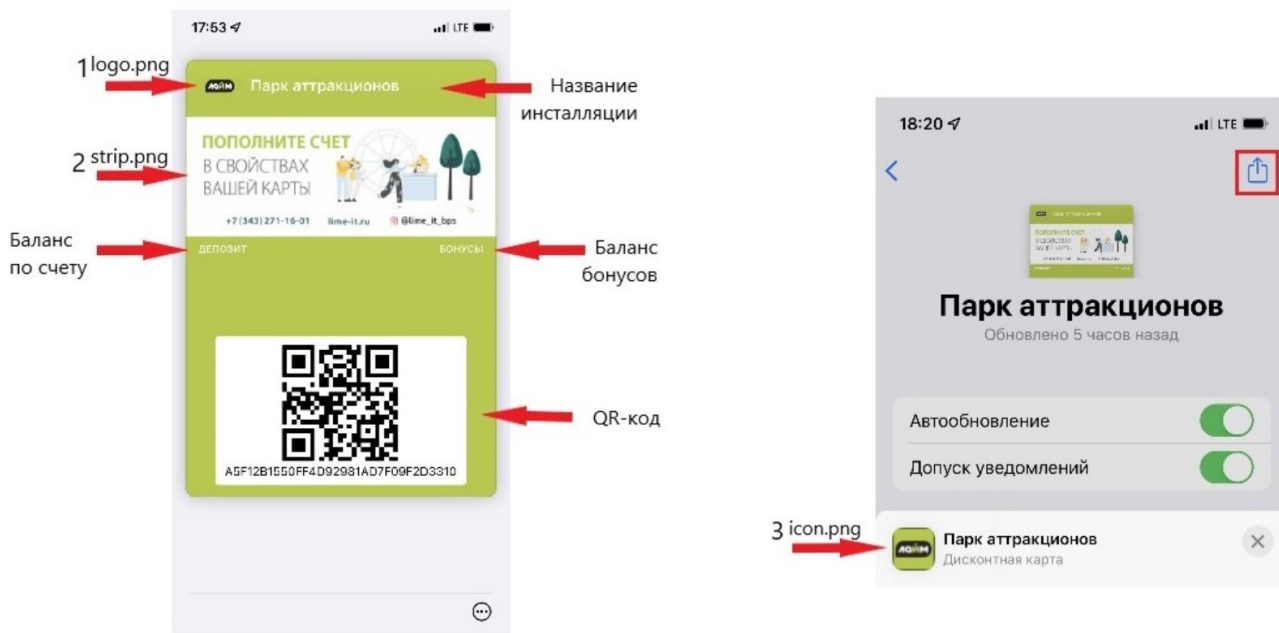 17:53
LTE
1 logo.png
ЛАЙМ
Парк аттракционов
Название
инсталляции
2 strip.png
ПОПОЛНИТЕ СЧЕТ
В СВОЙСТВАХ
ВАШЕЙ КАРТЫ
+7 (343) 271-16-01 lime-it.ru @lime_it_bps
Баланс
по счету
ДЕПОЗИТ
БОНУСЫ
Баланс
бонусов
QR-код
A5F12B1550FF4D92981AD7F09F2D3310
18:20
LTE
Парк аттракционов
Обновлено 5 часов назад
Автообновление
Допуск уведомлений
3 icon.png
ЛАЙМ
Парк аттракционов
Дисконтная карта